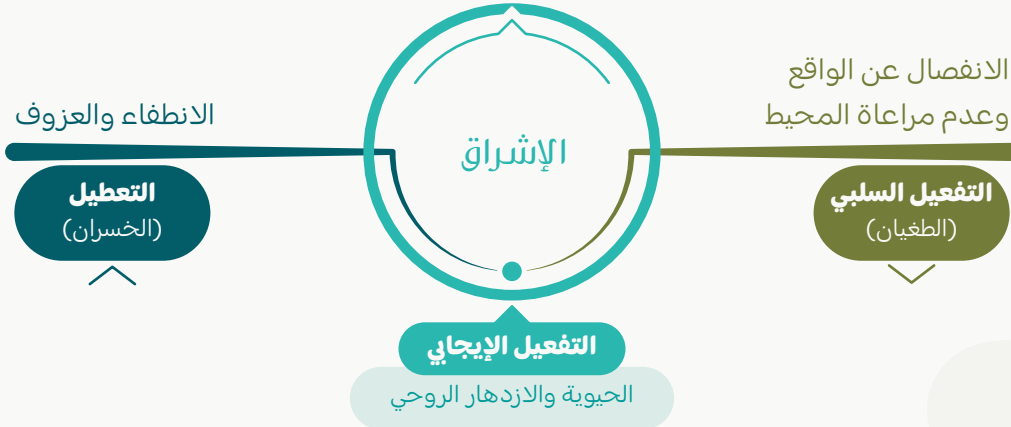 الانفصال عن الواقع
وعدم مراعاة المحيط
التفعيل السلبي
(الطغيان)
الإشراق
الانطفاء والعزوف
التعطيل
(الخسران)
التفعيل الإيجابي
الحيوية والازدهار الروحي